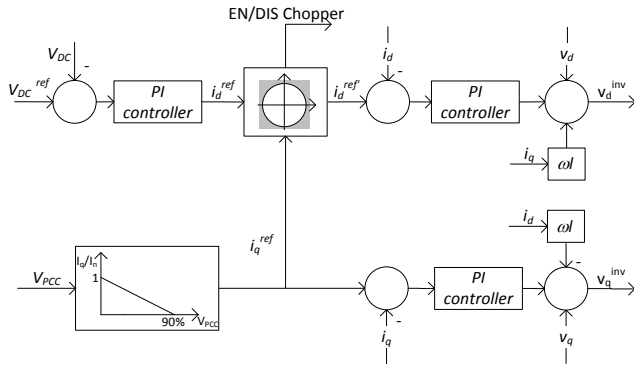 EN/DIS Chopper
V_DC
-
i_d
-
v_d
V_DC^ref
PI controller
i_d^ref
i_d^ref'
PI controller
v_d^inv
i_q
ωl
i_q^ref
i_d
ωl
-
V_PCC
I_q/I_n
1
90%
V_PCC
PI controller
v_q^inv
-
i_q
v_q